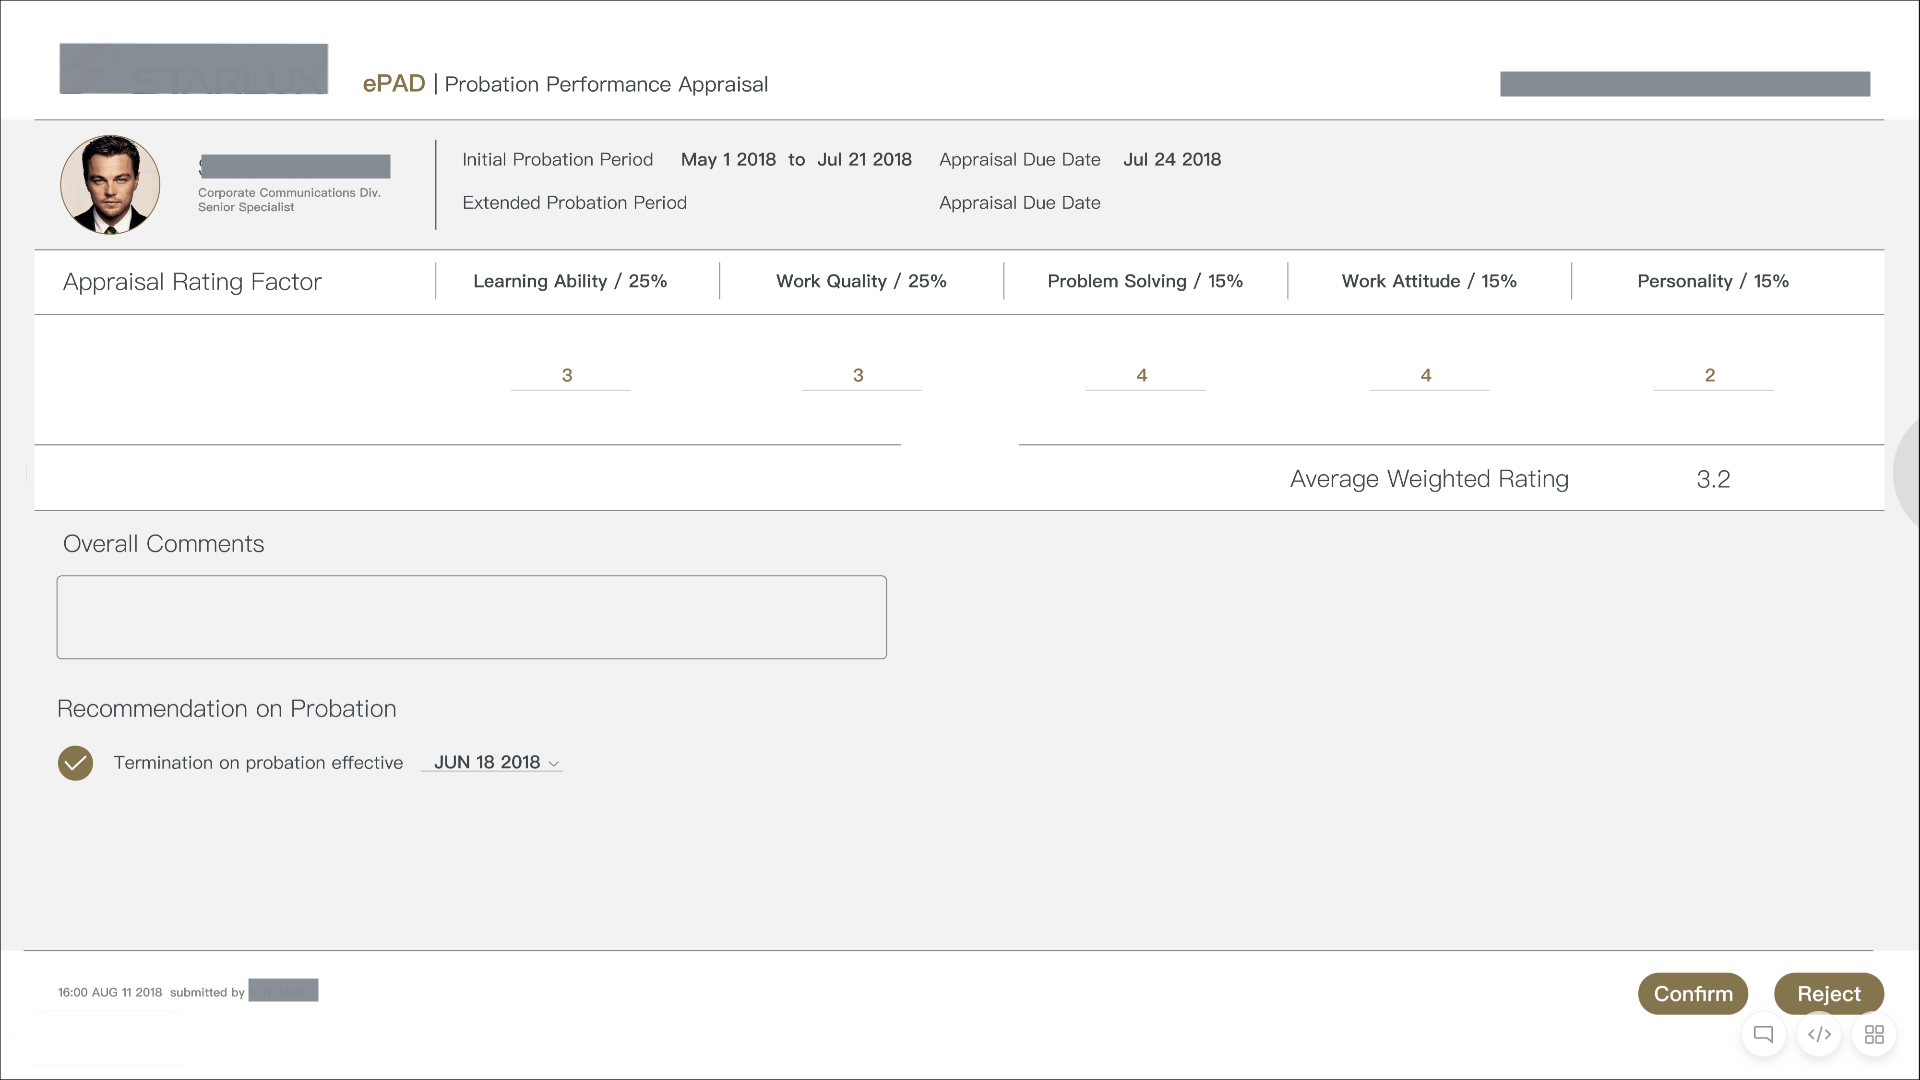 STARLUX
ePAD | Probation Performance Appraisal
Corporate Communications Div.
Senior Specialist
Initial Probation Period May 1 2018 to Jul 21 2018 Appraisal Due Date Jul 24 2018
Extended Probation Period Appraisal Due Date
Appraisal Rating Factor Learning Ability / 25% Work Quality / 25% Problem Solving / 15% Work Attitude / 15% Personality / 15%
3 3 4 4 2
Average Weighted Rating 3.2
Overall Comments
Recommendation on Probation
Termination on probation effective JUN 18 2018
16:00 AUG 11 2018 submitted by
Confirm Reject